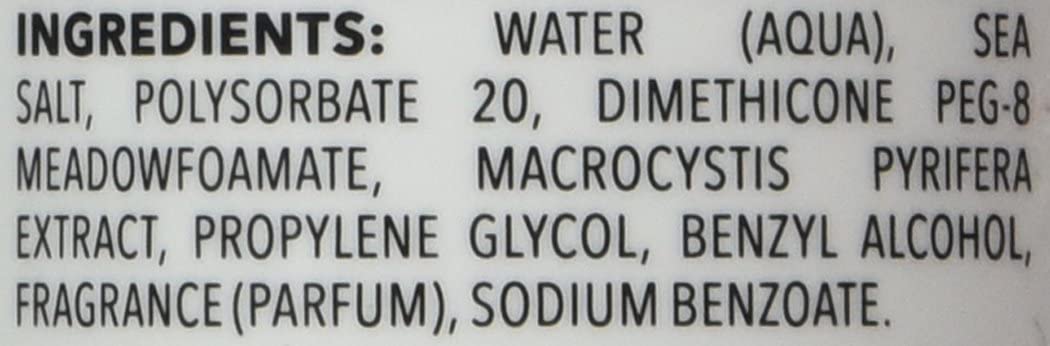 INGREDIENTS: WATER (AQUA), SEA
SALT, POLYSORBATE 20, DIMETHICONE PEG-8
MEADOWFOAMATE, MACROCYSTIS PYRIFERA
EXTRACT, PROPYLENE GLYCOL, BENZYL ALCOHOL,
FRAGRANCE (PARFUM), SODIUM BENZOATE.